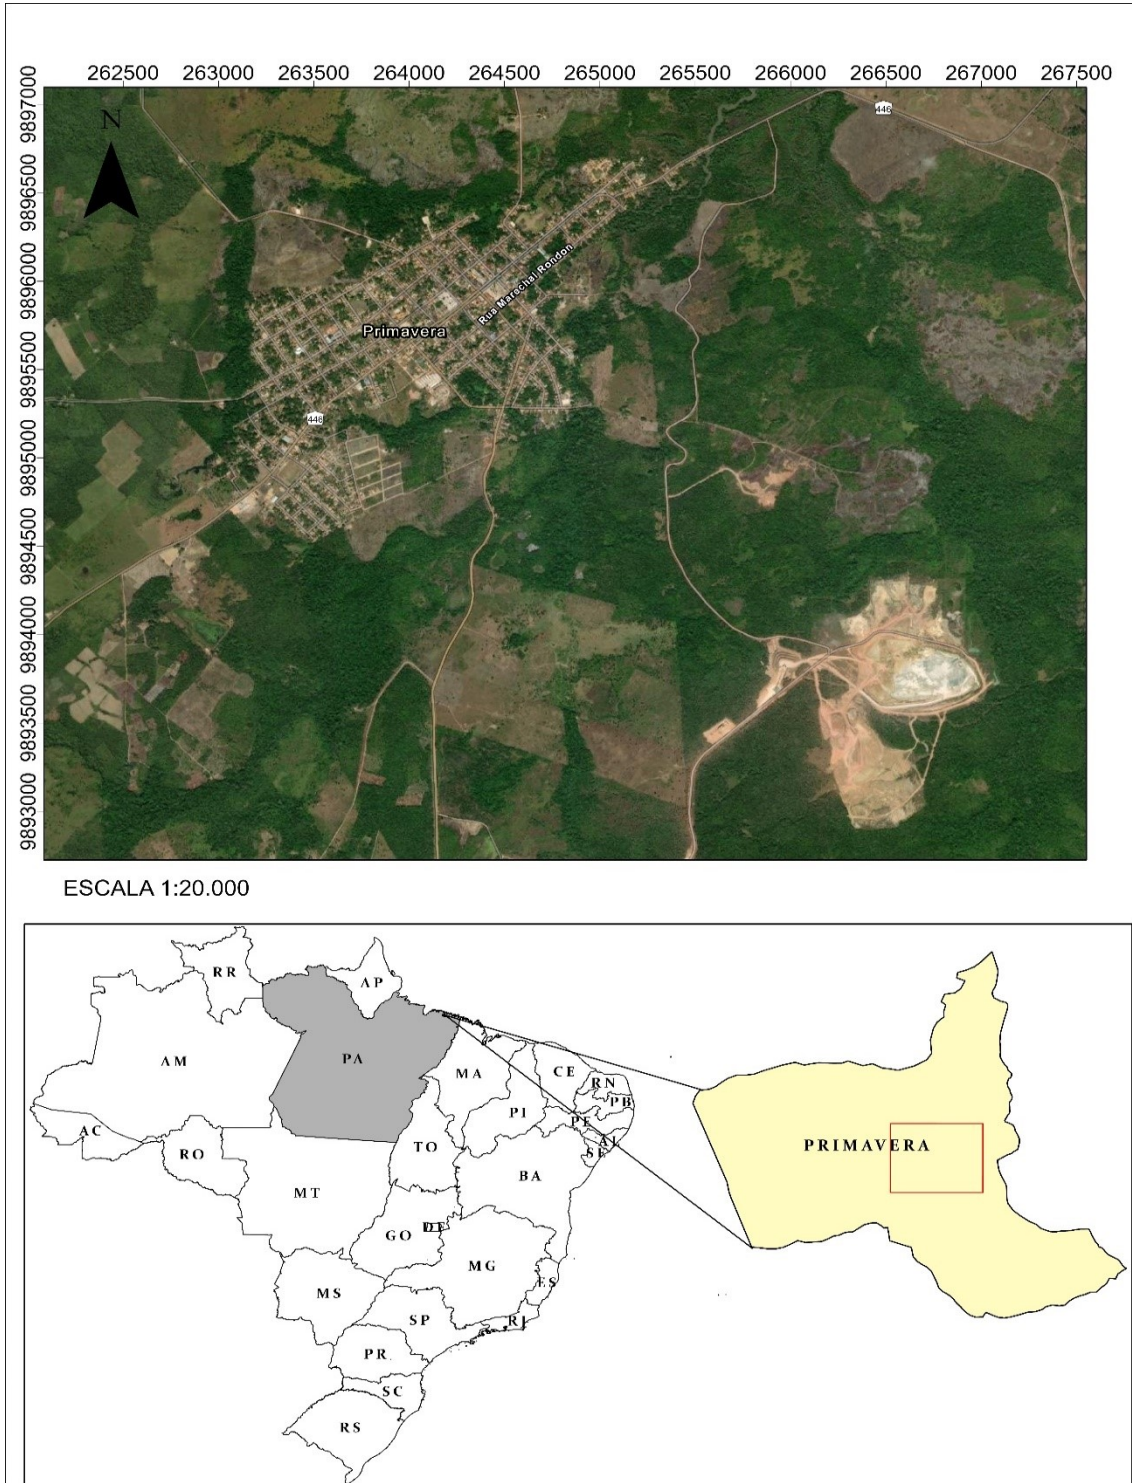 262500 263000 263500 264000 264500 265000 265500 266000 266500 267000 267500
9897000
9896500
9896000
9895500
9895000
9894500
9894000
9893500
9893000
N
446
Rua Marechal Rondon
Primavera
446
ESCALA 1:20.000
RR
AP
AM
PA
MA
CE
RN
PB
PI
PE
AC
AL
RO
TO
SE
PRIMAVERA
BA
MT
GO
DF
MG
MS
ES
SP
RJ
PR
SC
RS